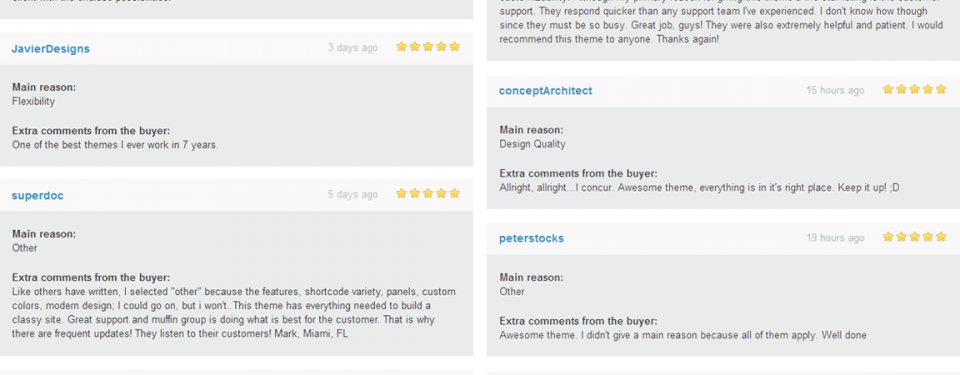 JavierDesigns
3 days ago
Main reason:
Flexibility
Extra comments from the buyer:
One of the best themes I ever work in 7 years.
superdoc
5 days ago
Main reason:
Other
Extra comments from the buyer:
Like others have written, I selected "other" because the features, shortcode variety, panels, custom
colors, modern design; I could go on, but i won't. This theme has everything needed to build a
classy site. Great support and muffin group is doing what is best for the customer. That is why
there are frequent updates! They listen to their customers! Mark, Miami, FL
support. They respond quicker than any support team I've experienced. I don't know how though
since they must be so busy. Great job, guys! They were also extremely helpful and patient. I would
recommend this theme to anyone. Thanks again!
conceptArchitect
15 hours ago
Main reason:
Design Quality
Extra comments from the buyer:
Allright, allright...I concur. Awesome theme, everything is in it's right place. Keep it up! ;D
peterstocks
19 hours ago
Main reason:
Other
Extra comments from the buyer:
Awesome theme. I didn't give a main reason because all of them apply. Well done